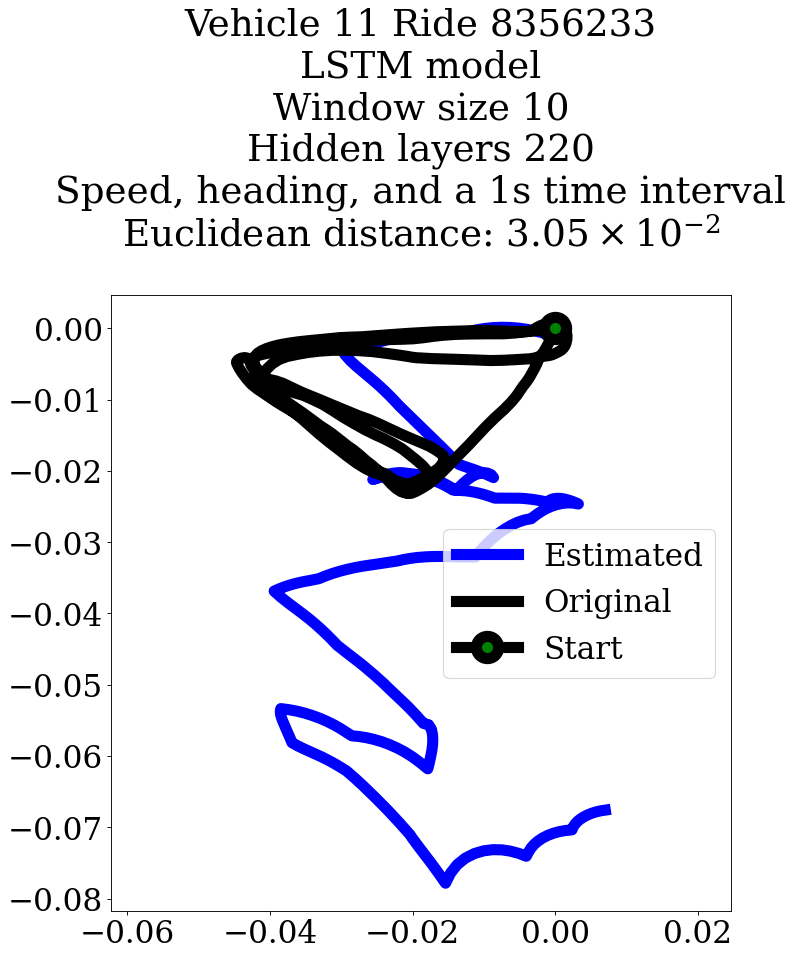 Vehicle 11 Ride 8356233
LSTM model
Window size 10
Hidden layers 220
Speed, heading, and a 1s time interval
Euclidean distance: 3.05 × 10⁻²
0.00
−0.01
−0.02
−0.03
−0.04
−0.05
−0.06
−0.07
−0.08
Estimated
Original
Start
−0.06 −0.04 −0.02 0.00 0.02